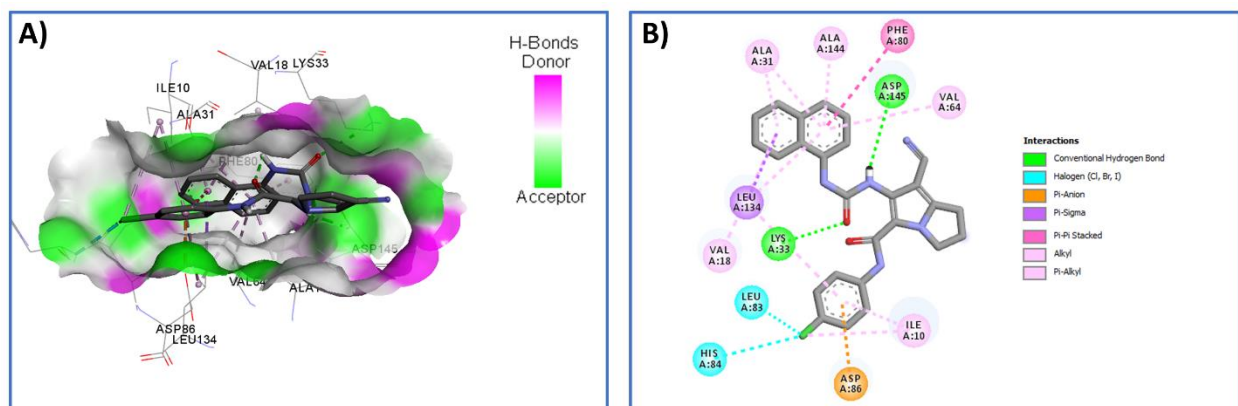 A)
H-Bonds
Donor
Acceptor
VAL18
LYS33
ILE10
ALA31
PHE80
ASP145
VAL64
ASP86
LEU134
B)
ALA
A:31
ALA
A:144
PHE
A:80
ASP
A:145
VAL
A:64
LEU
A:134
LYS
A:33
VAL
A:18
LEU
A:83
HIS
A:84
ILE
A:10
ASP
A:86
Interactions
Conventional Hydrogen Bond
Halogen (Cl, Br, I)
Pi-Anion
Pi-Sigma
Pi-Pi Stacked
Alkyl
Pi-Alkyl